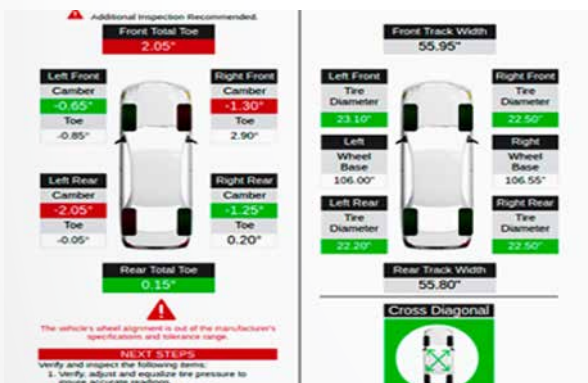 Additional Inspection Recommended.
Front Total Toe
2.05°
Left Front
Camber
-0.65°
Toe
-0.85°
Right Front
Camber
-1.30°
Toe
2.90°
Left Rear
Camber
-2.05°
Toe
-0.05°
Right Rear
Camber
-1.25°
Toe
0.20°
Rear Total Toe
0.15°
The vehicle's wheel alignment is out of the manufacturer's
specifications and tolerance range.
NEXT STEPS
Verify and inspect the following items:
1. Verify, adjust and equalize tire pressure to
ensure accurate readings
Front Track Width
55.95"
Left Front
Tire
Diameter
23.10"
Right Front
Tire
Diameter
22.50"
Left
Wheel
Base
106.00"
Right
Wheel
Base
106.55"
Left Rear
Tire
Diameter
22.20"
Right Rear
Tire
Diameter
22.50"
Rear Track Width
55.80"
Cross Diagonal